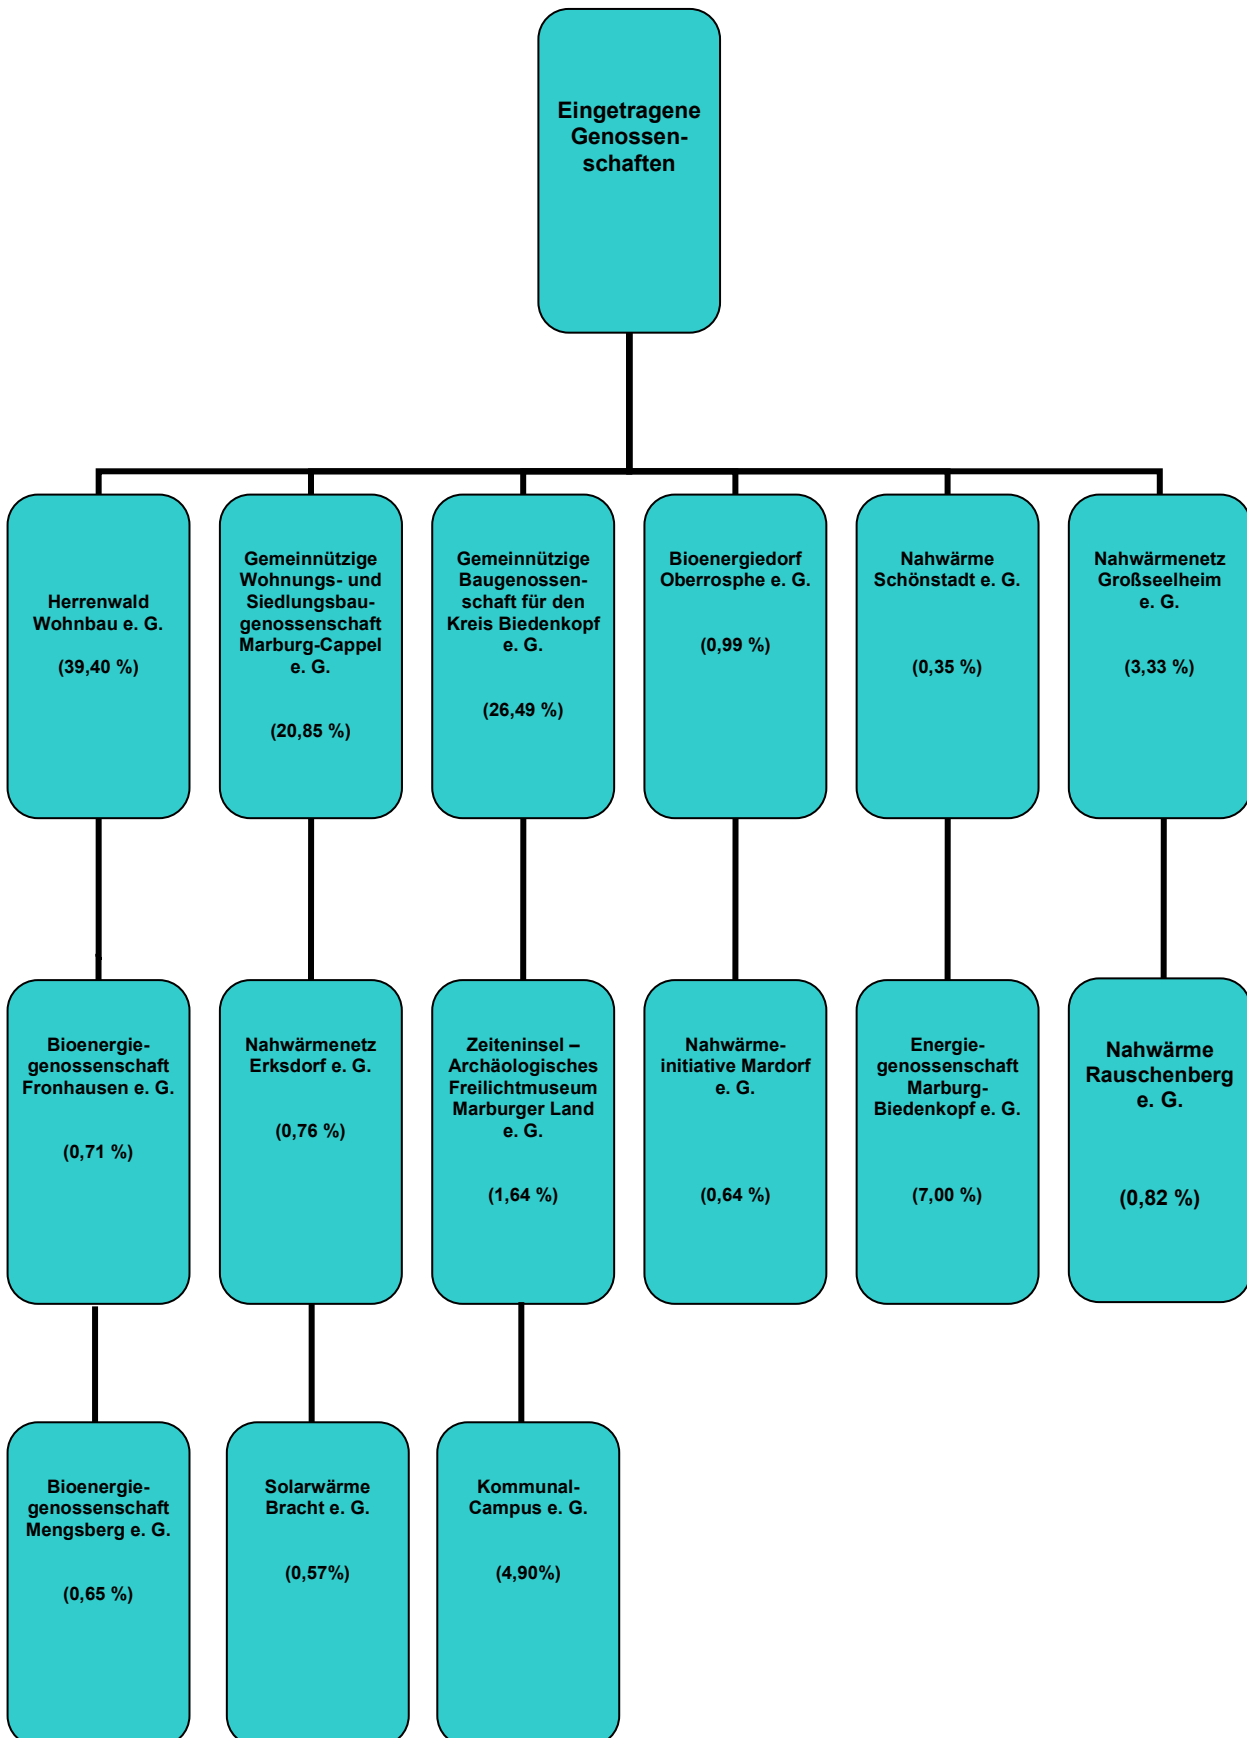 Eingetragene
Genossen-
schaften
Herrenwald
Wohnbau e. G.
(39,40 %)
Gemeinnützige
Wohnungs- und
Siedlungsbau-
genossenschaft
Marburg-Cappel
e. G.
(20,85 %)
Gemeinnützige
Baugenossen-
schaft für den
Kreis Biedenkopf
e. G.
(26,49 %)
Bioenergiedorf
Oberrosphe e. G.
(0,99 %)
Nahwärme
Schönstadt e. G.
(0,35 %)
Nahwärmenetz
Großseelheim
e. G.
(3,33 %)
Bioenergie-
genossenschaft
Fronhausen e. G.
(0,71 %)
Nahwärmenetz
Erksdorf e. G.
(0,76 %)
Zeiteninsel –
Archäologisches
Freilichtmuseum
Marburger Land
e. G.
(1,64 %)
Nahwärme-
initiative Mardorf
e. G.
(0,64 %)
Energie-
genossenschaft
Marburg-
Biedenkopf e. G.
(7,00 %)
Nahwärme
Rauschenberg
e. G.
(0,82 %)
Bioenergie-
genossenschaft
Mengsberg e. G.
(0,65 %)
Solarwärme
Bracht e. G.
(0,57%)
Kommunal-
Campus e. G.
(4,90%)